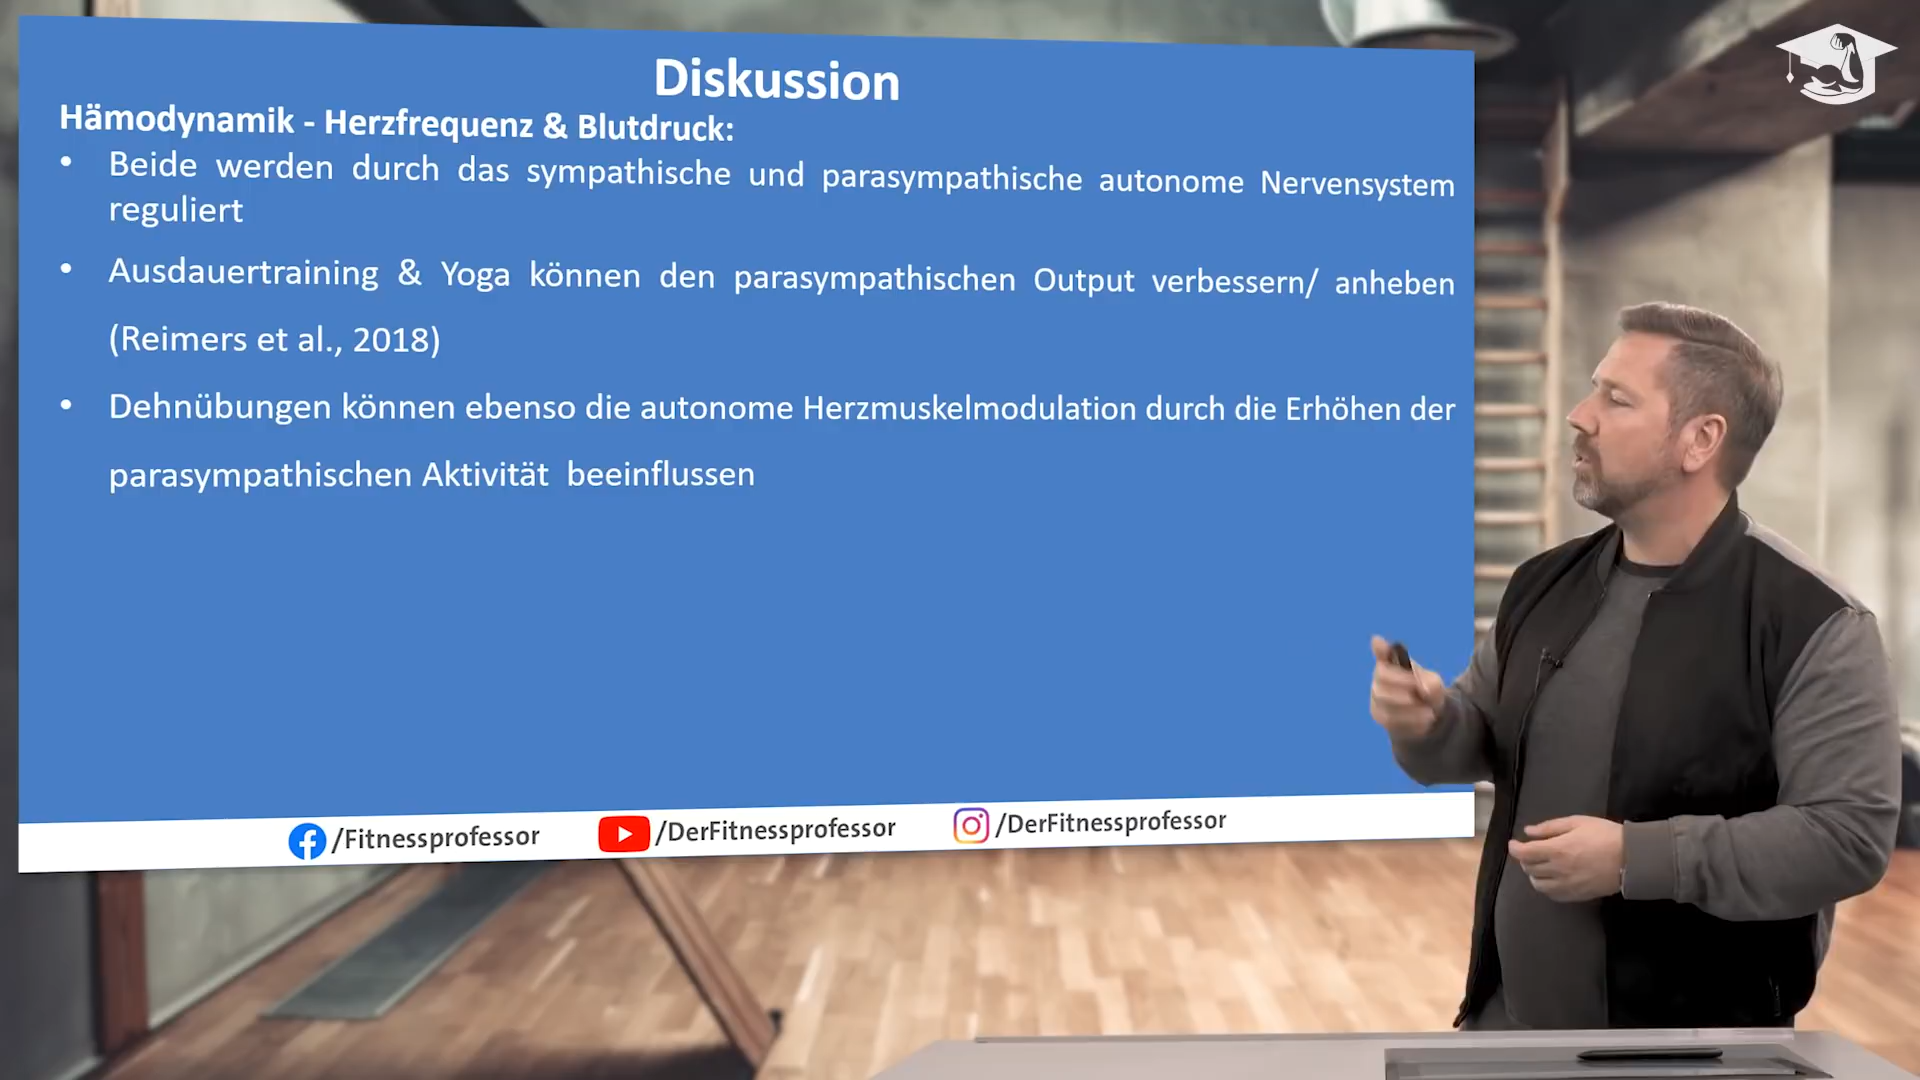 Diskussion
Hämodynamik - Herzfrequenz & Blutdruck:
• Beide werden durch das sympathische und parasympathische autonome Nervensystem
reguliert
• Ausdauertraining & Yoga können den parasympathischen Output verbessern/ anheben
(Reimers et al., 2018)
• Dehnübungen können ebenso die autonome Herzmuskelmodulation durch die Erhöhen der
parasympathischen Aktivität beeinflussen
/Fitnessprofessor /DerFitnessprofessor /DerFitnessprofessor